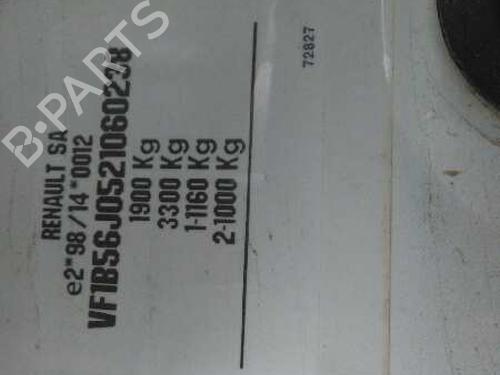 RENAULT SA
e2*98/14*0012
VF1B56J0521060238
1900 Kg
3300 Kg
1-1160 Kg
2-1000 Kg
72827
B-PARTS